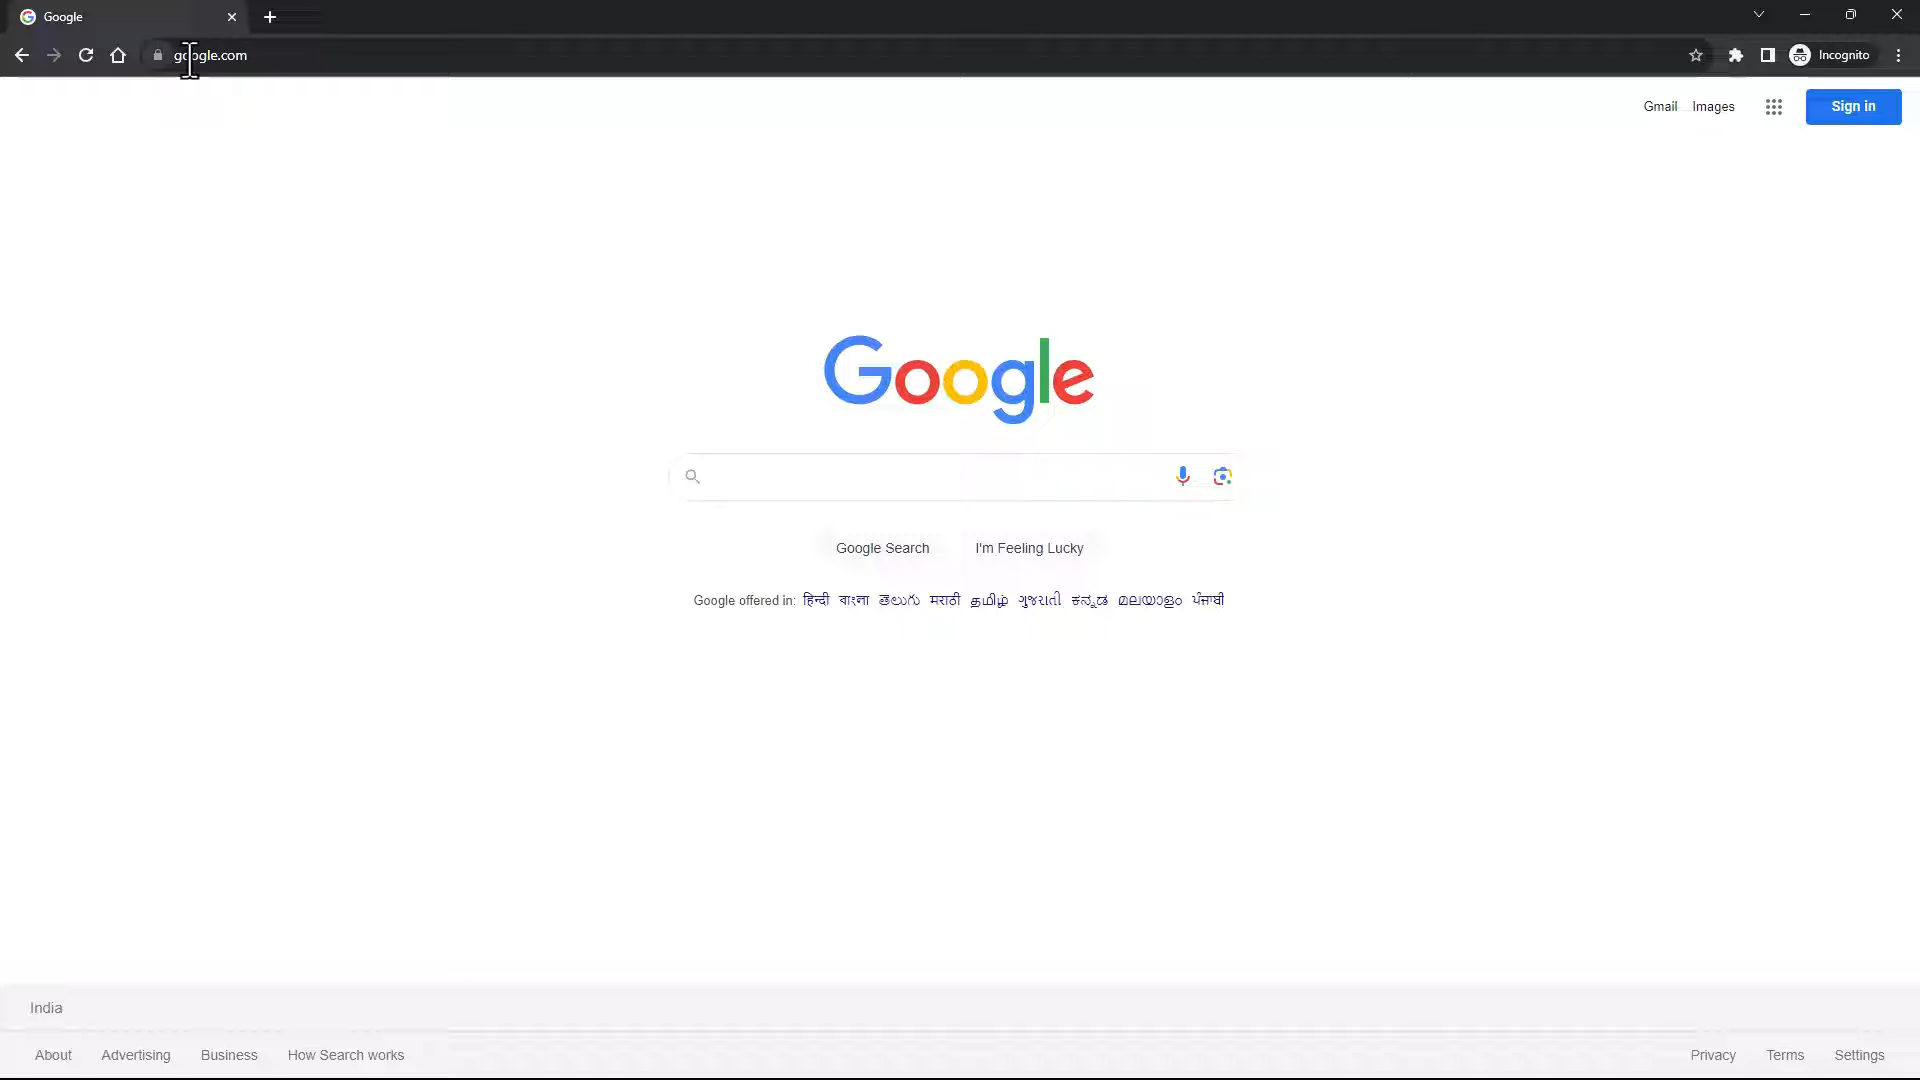 Google
google.com
Incognito
Gmail Images Sign in
Google
Google Search I'm Feeling Lucky
Google offered in: हिन्दी বাংলা తెలుగు मराठी தமிழ் ગુજરાતી ಕನ್ನಡ മലയാളം ਪੰਜਾਬੀ
India
About Advertising Business How Search works Privacy Terms Settings